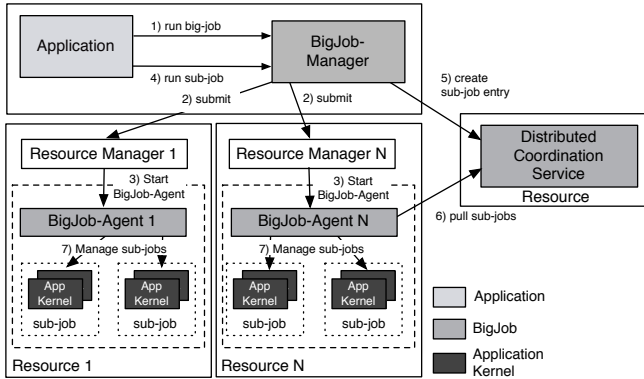 Application
1) run big-job
BigJob-
Manager
4) run sub-job
2) submit
2) submit
5) create
sub-job entry
Resource Manager 1
Resource Manager N
Distributed
Coordination
Service
Resource
3) Start
BigJob-Agent
3) Start
BigJob-Agent
BigJob-Agent 1
BigJob-Agent N
6) pull sub-jobs
7) Manage sub-jobs
7) Manage sub-jobs
App
Kernel
App
Kernel
App
Kernel
App
Kernel
sub-job
sub-job
sub-job
sub-job
Resource 1
Resource N
Application
BigJob
Application
Kernel